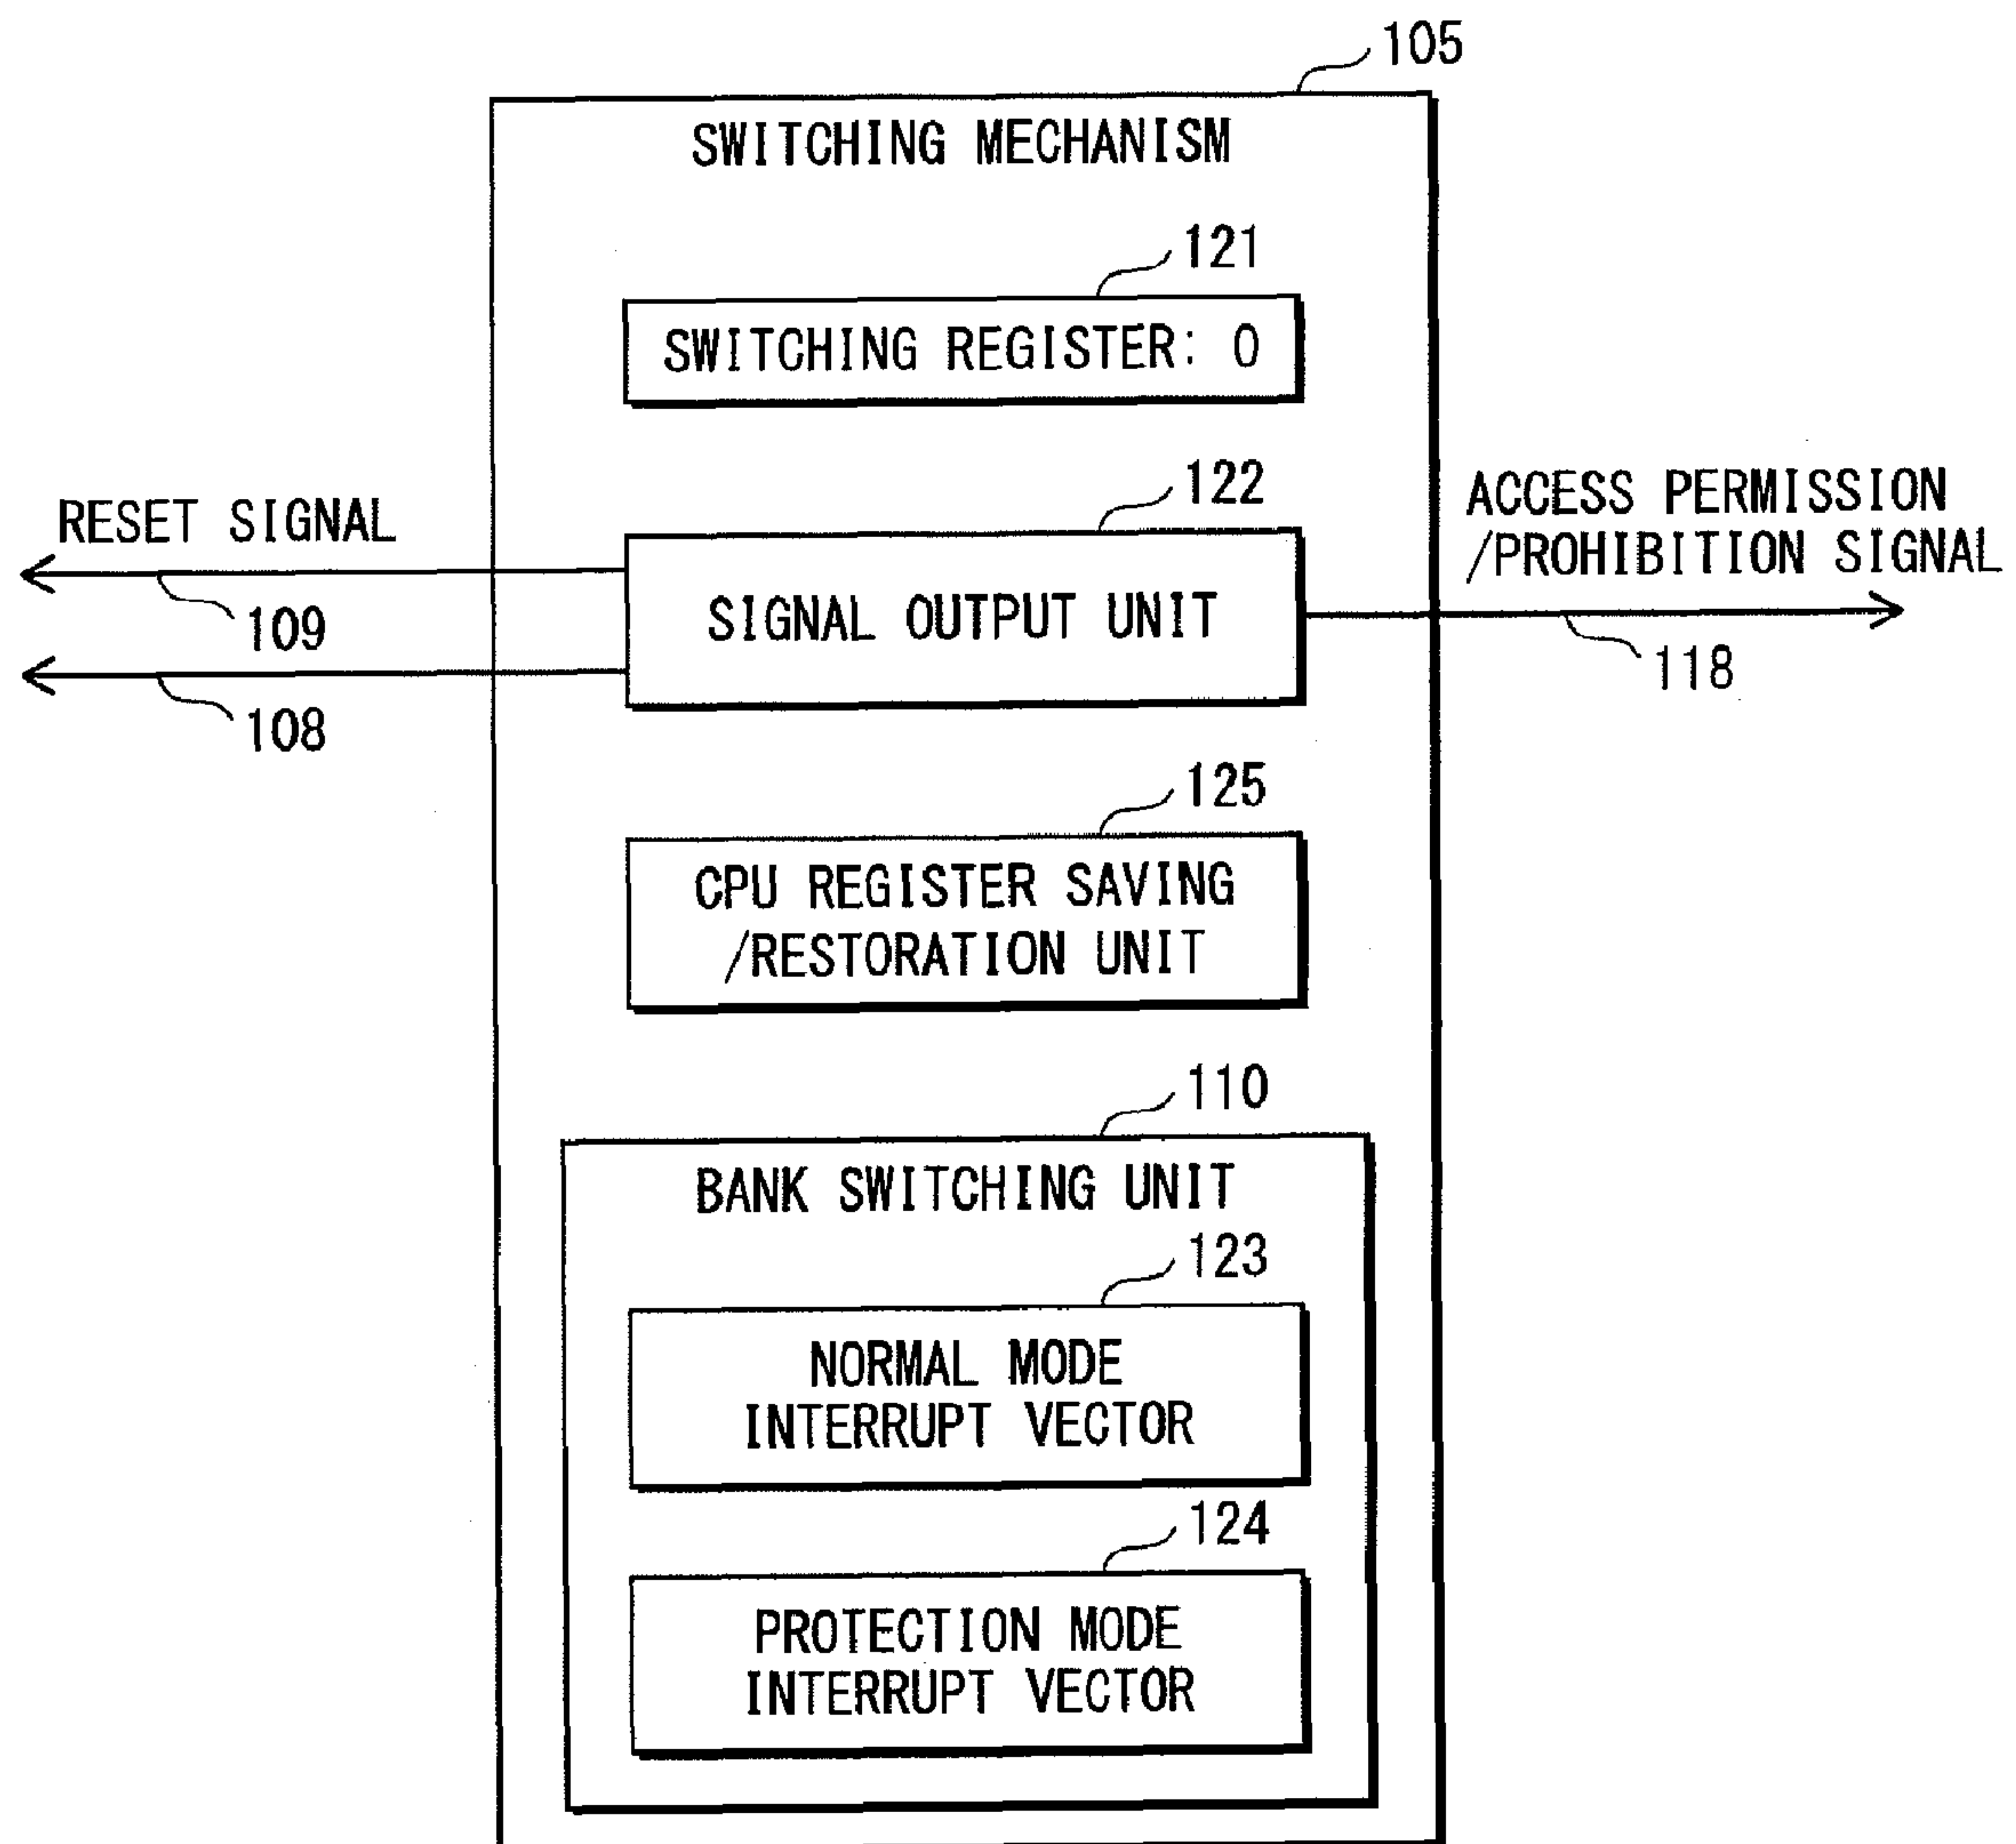 105
SWITCHING MECHANISM
121
SWITCHING REGISTER: 0
122
RESET SIGNAL
109
108
SIGNAL OUTPUT UNIT
ACCESS PERMISSION
/PROHIBITION SIGNAL
118
125
CPU REGISTER SAVING
/RESTORATION UNIT
110
BANK SWITCHING UNIT
123
NORMAL MODE
INTERRUPT VECTOR
124
PROTECTION MODE
INTERRUPT VECTOR